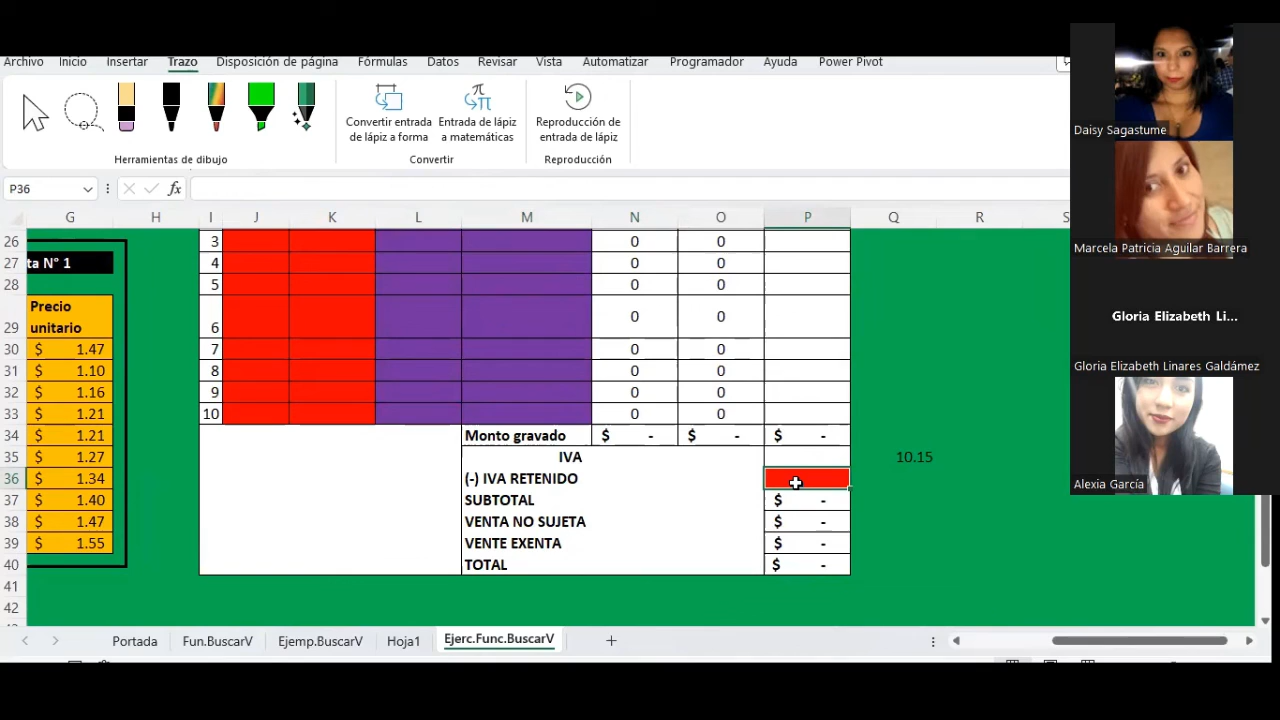 Archivo Inicio Insertar Trazo Disposición de página Fórmulas Datos Revisar Vista Automatizar Programador Ayuda Power Pivot
Convertir entrada de lápiz a forma
Entrada de lápiz a matemáticas
Reproducción de entrada de lápiz
Herramientas de dibujo
Convertir
Reproducción
P36
fx
G H I J K L M N O P Q R S
26 3 0 0
27 ta N° 1 4 0 0
28 5 0 0
29 Precio unitario 6 0 0
30 $ 1.47 7 0 0
31 $ 1.10 8 0 0
32 $ 1.16 9 0 0
33 $ 1.21 10 0 0
34 $ 1.21 Monto gravado $ - $ - $ -
35 $ 1.27 IVA 10.15
36 $ 1.34 (-) IVA RETENIDO
37 $ 1.40 SUBTOTAL $ -
38 $ 1.47 VENTA NO SUJETA $ -
39 $ 1.55 VENTE EXENTA $ -
40 TOTAL $ -
41
42
Portada Fun.BuscarV Ejemp.BuscarV Hoja1 Ejerc.Func.BuscarV
Daisy Sagastume
Marcela Patricia Aguilar Barrera
Gloria Elizabeth Li...
Gloria Elizabeth Linares Galdámez
Alexia García